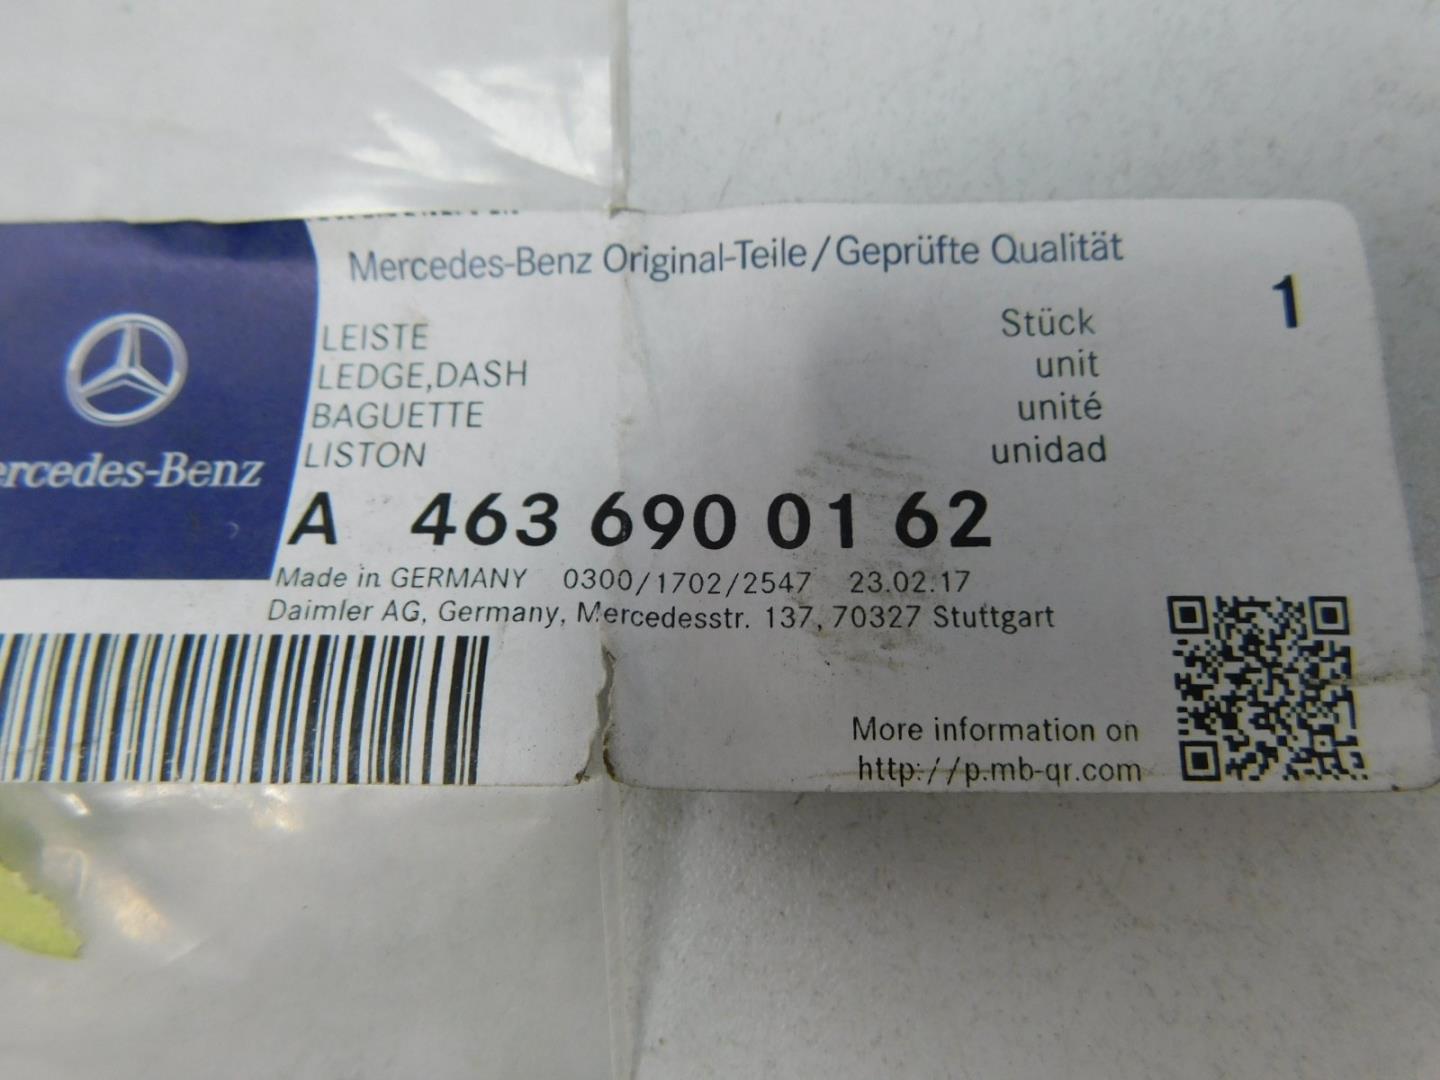 Mercedes-Benz Original-Teile/Geprüfte Qualität
LEISTE
LEDGE,DASH
BAGUETTE
LISTON
Stück
unit
unité
unidad
1
ercedes-Benz
A 463 690 01 62
Made in GERMANY 0300/1702/2547 23.02.17
Daimler AG, Germany, Mercedesstr. 137, 70327 Stuttgart
More information on
http://p.mb-qr.com